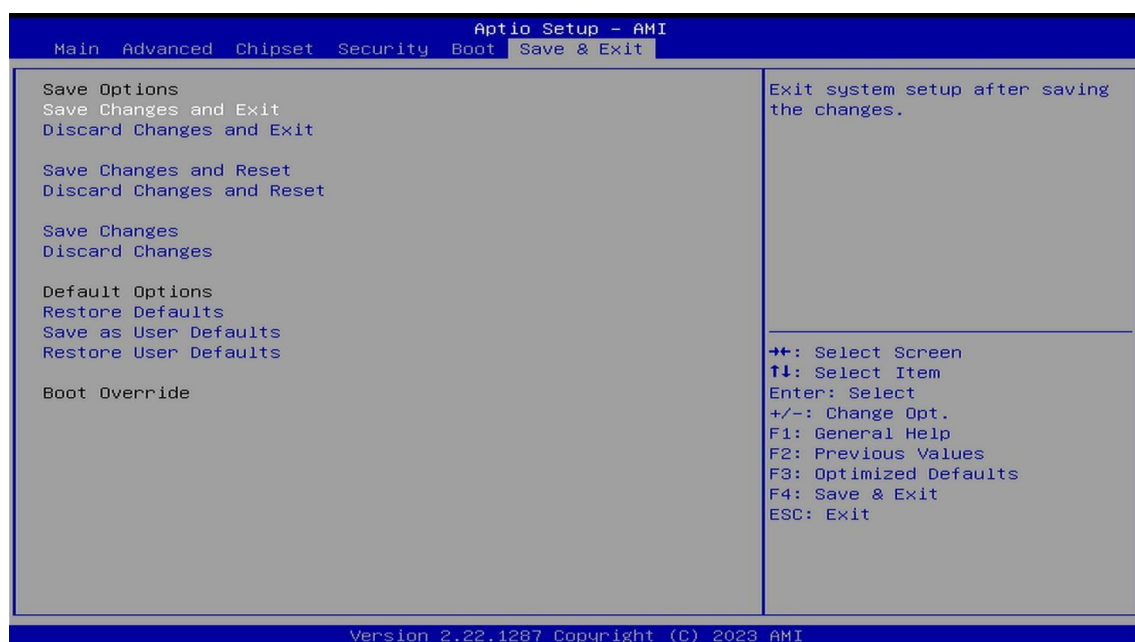 Aptio Setup – AMI
Main Advanced Chipset Security Boot Save & Exit
Save Options
Save Changes and Exit
Discard Changes and Exit
Save Changes and Reset
Discard Changes and Reset
Save Changes
Discard Changes
Default Options
Restore Defaults
Save as User Defaults
Restore User Defaults
Boot Override
Exit system setup after saving
the changes.
→←: Select Screen
↑↓: Select Item
Enter: Select
+/-: Change Opt.
F1: General Help
F2: Previous Values
F3: Optimized Defaults
F4: Save & Exit
ESC: Exit
Version 2.22.1287 Copyright (C) 2023 AMI